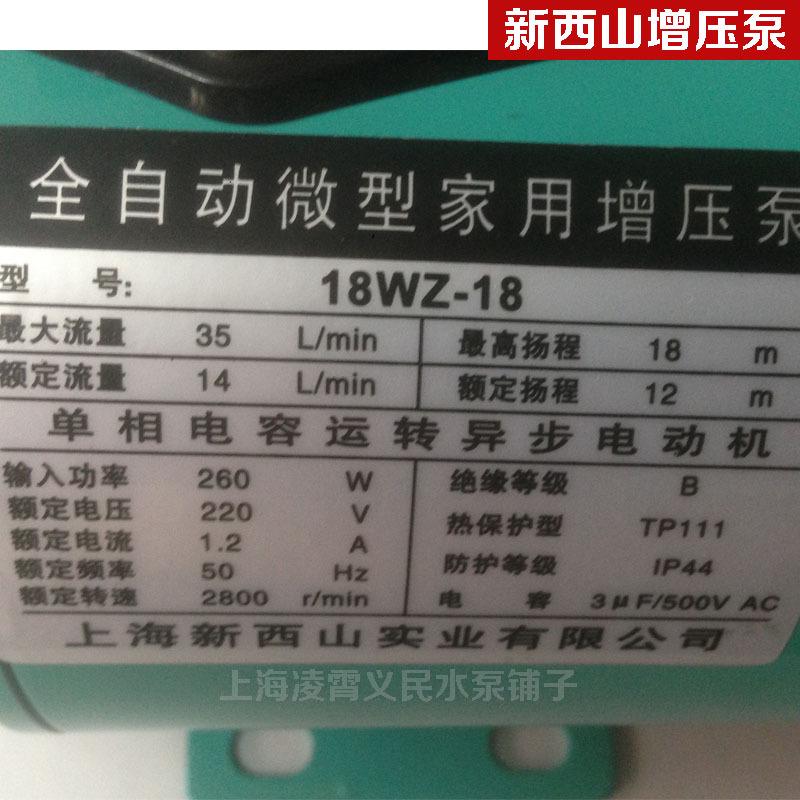 新西山增压泵
全自动微型家用增压泵
型 号: 18WZ-18
最大流量 35 L/min 最高扬程 18 m
额定流量 14 L/min 额定扬程 12 m
单相电容运转异步电动机
输入功率 260 W 绝缘等级 B
额定电压 220 V 热保护型 TP111
额定电流 1.2 A 防护等级 IP44
额定频率 50 Hz 电 容 3μF/500V AC
额定转速 2800 r/min
上海新西山实业有限公司
上海凌霄义民水泵铺子